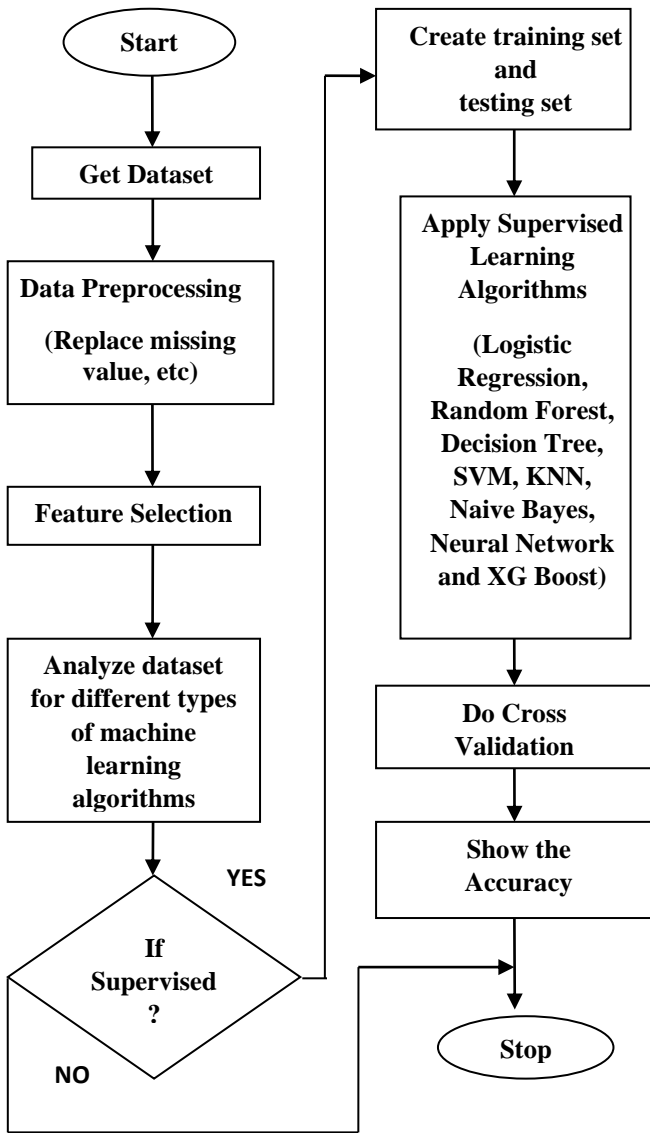 Start
Get Dataset
Data Preprocessing
(Replace missing
value, etc)
Feature Selection
Analyze dataset
for different types
of machine
learning
algorithms
If
Supervised
?
YES
NO
Create training set
and
testing set
Apply Supervised
Learning
Algorithms
(Logistic
Regression,
Random Forest,
Decision Tree,
SVM, KNN,
Naive Bayes,
Neural Network
and XG Boost)
Do Cross
Validation
Show the
Accuracy
Stop